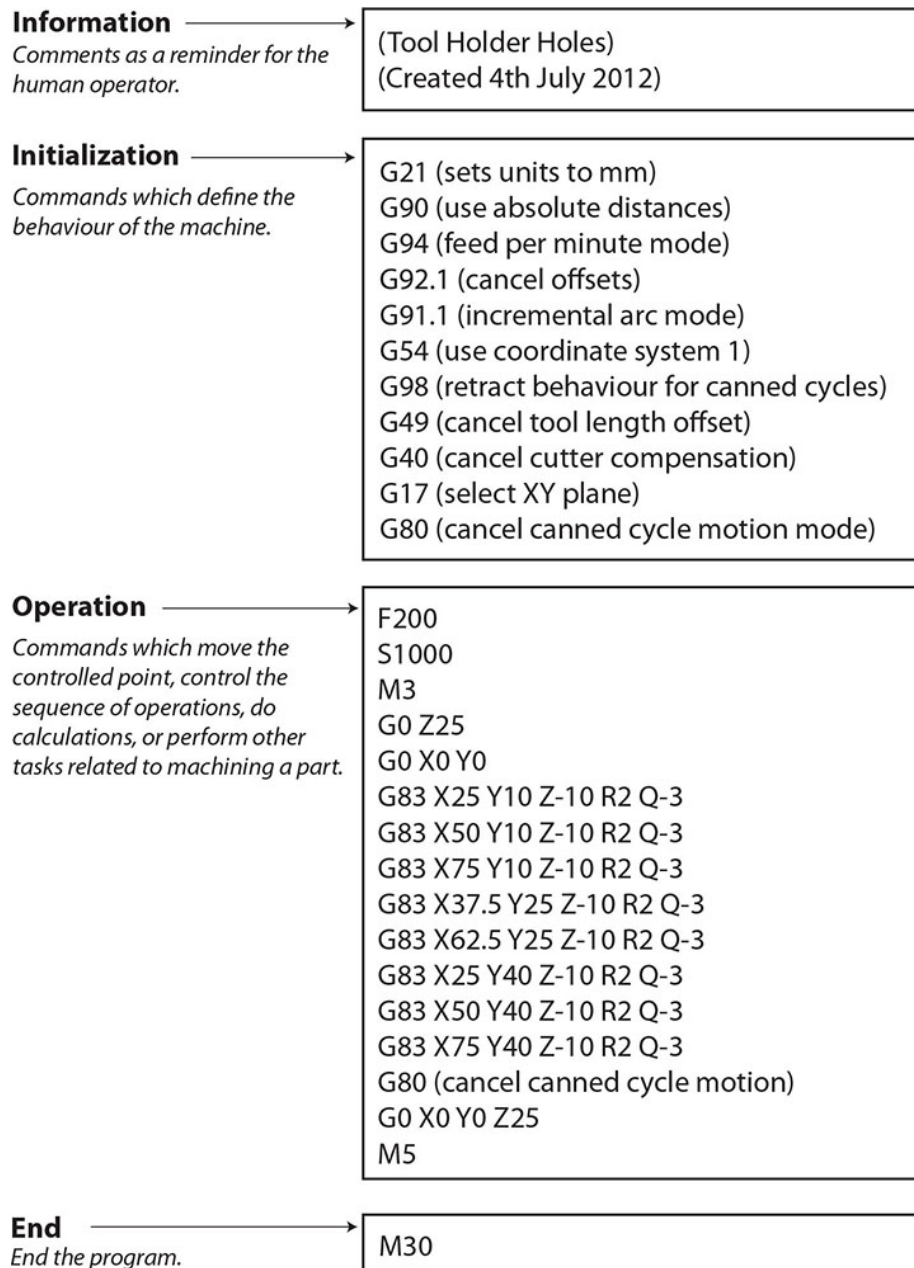 Information
Comments as a reminder for the
human operator.
(Tool Holder Holes)
(Created 4th July 2012)
Initialization
Commands which define the
behaviour of the machine.
G21 (sets units to mm)
G90 (use absolute distances)
G94 (feed per minute mode)
G92.1 (cancel offsets)
G91.1 (incremental arc mode)
G54 (use coordinate system 1)
G98 (retract behaviour for canned cycles)
G49 (cancel tool length offset)
G40 (cancel cutter compensation)
G17 (select XY plane)
G80 (cancel canned cycle motion mode)
Operation
Commands which move the
controlled point, control the
sequence of operations, do
calculations, or perform other
tasks related to machining a part.
F200
S1000
M3
G0 Z25
G0 X0 Y0
G83 X25 Y10 Z-10 R2 Q-3
G83 X50 Y10 Z-10 R2 Q-3
G83 X75 Y10 Z-10 R2 Q-3
G83 X37.5 Y25 Z-10 R2 Q-3
G83 X62.5 Y25 Z-10 R2 Q-3
G83 X25 Y40 Z-10 R2 Q-3
G83 X50 Y40 Z-10 R2 Q-3
G83 X75 Y40 Z-10 R2 Q-3
G80 (cancel canned cycle motion)
G0 X0 Y0 Z25
M5
End
End the program.
M30